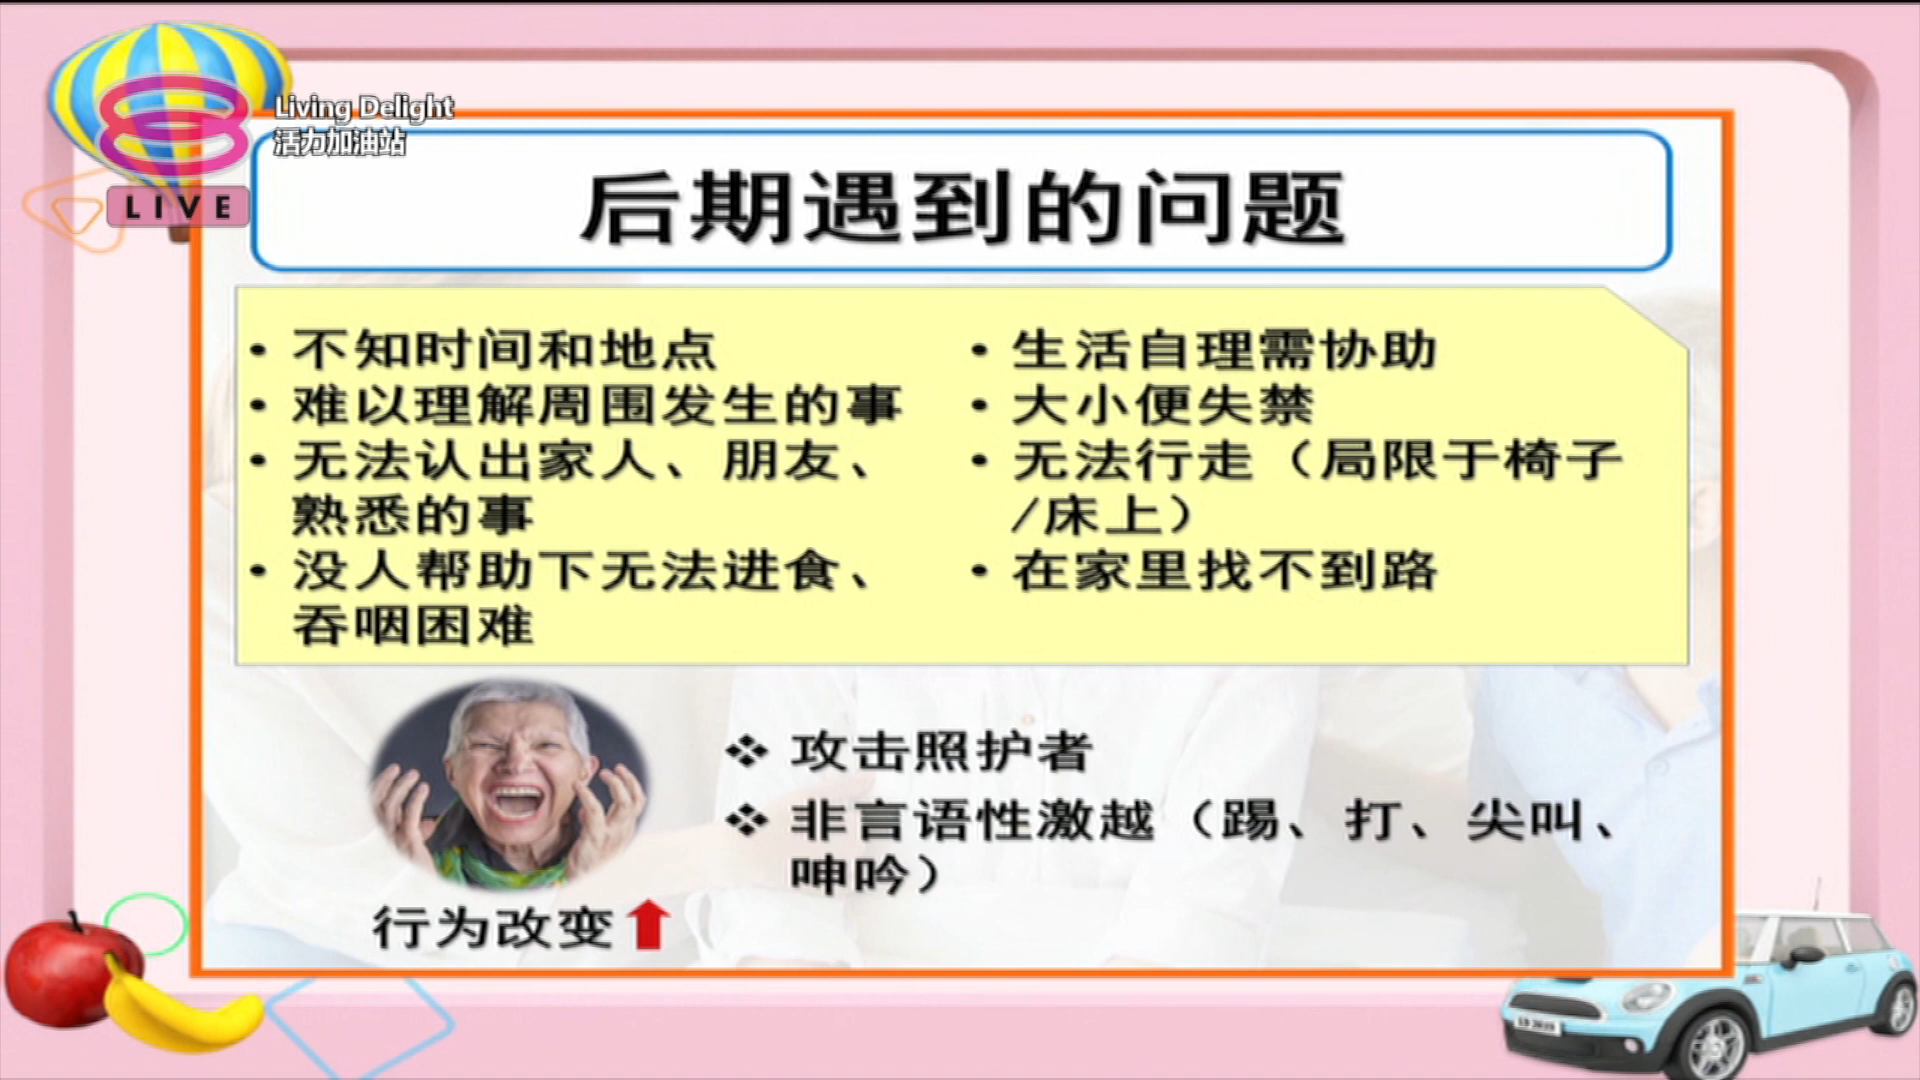 Living Delight
活力加油站
LIVE
后期遇到的问题
• 不知时间和地点
• 难以理解周围发生的事
• 无法认出家人、朋友、
熟悉的事
• 没人帮助下无法进食、
吞咽困难
• 生活自理需协助
• 大小便失禁
• 无法行走（局限于椅子
/床上）
• 在家里找不到路
❖ 攻击照护者
❖ 非言语性激越（踢、打、尖叫、
呻吟）
行为改变